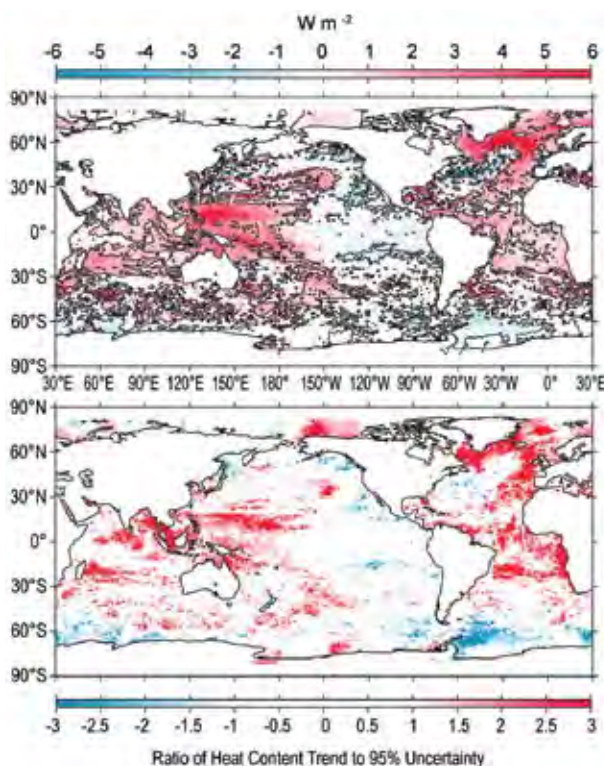 W m -2
-6 -5 -4 -3 -2 -1 0 1 2 3 4 5 6
90°N
60°N
30°N
0°
30°S
60°S
90°S
30°E 60°E 90°E 120°E 150°E 180° 150°W 120°W 90°W 60°W 30°W 0° 30°E
90°N
60°N
30°N
0°
30°S
60°S
90°S
-3 -2.5 -2 -1.5 -1 -0.5 0 0.5 1 1.5 2 2.5 3
Ratio of Heat Content Trend to 95% Uncertainty